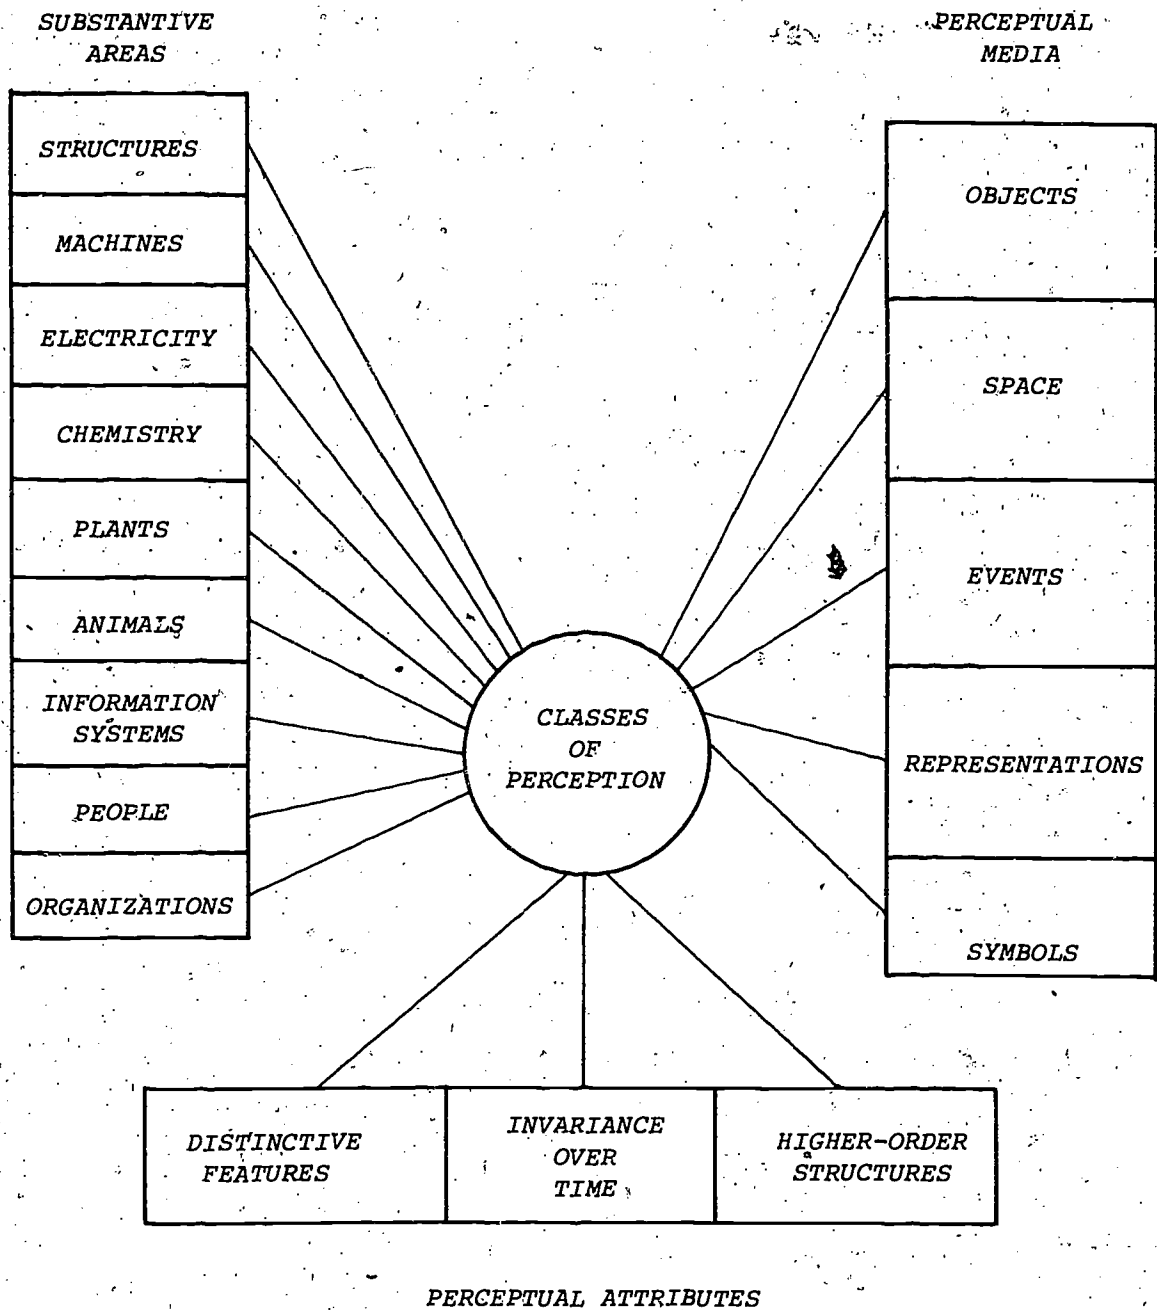 SUBSTANTIVE
AREAS
STRUCTURES
MACHINES
ELECTRICITY
CHEMISTRY
PLANTS
ANIMALS
INFORMATION
SYSTEMS
PEOPLE
ORGANIZATIONS
PERCEPTUAL
MEDIA
OBJECTS
SPACE
EVENTS
REPRESENTATIONS
SYMBOLS
CLASSES
OF
PERCEPTION
DISTINCTIVE
FEATURES
INVARIANCE
OVER
TIME
HIGHER-ORDER
STRUCTURES
PERCEPTUAL ATTRIBUTES